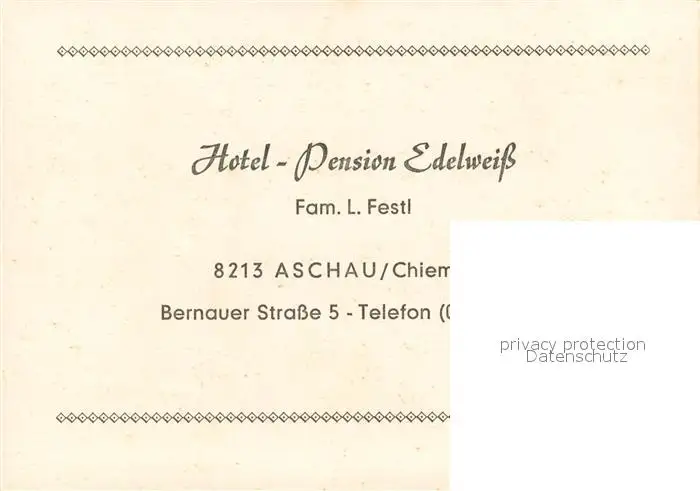 Hotel - Pension Edelweiß
Fam. L. Festl
8213 ASCHAU/Chiem
Bernauer Straße 5 - Telefon (0
privacy protection
Datenschutz